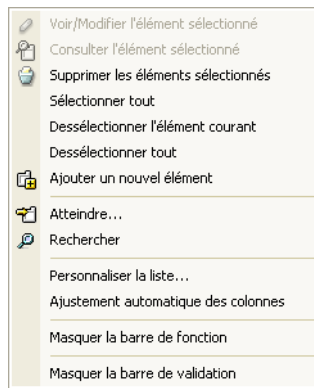 Voir/Modifier l'élément sélectionné
Consulter l'élément sélectionné
Supprimer les éléments sélectionnés
Sélectionner tout
Dessélectionner l'élément courant
Dessélectionner tout
Ajouter un nouvel élément
Atteindre...
Rechercher
Personnaliser la liste...
Ajustement automatique des colonnes
Masquer la barre de fonction
Masquer la barre de validation